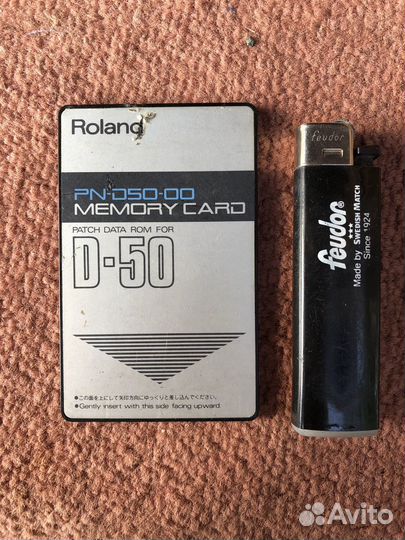 Roland
PN-D50-00
MEMORY CARD
PATCH DATA ROM FOR
D-50
●この面を上にして矢印方向にゆっくりと差し込んでください。
●Gently insert with this side facing upward.
feudor
feudor
★★★
Made by SWEDISH MATCH
Since 1924
Avito